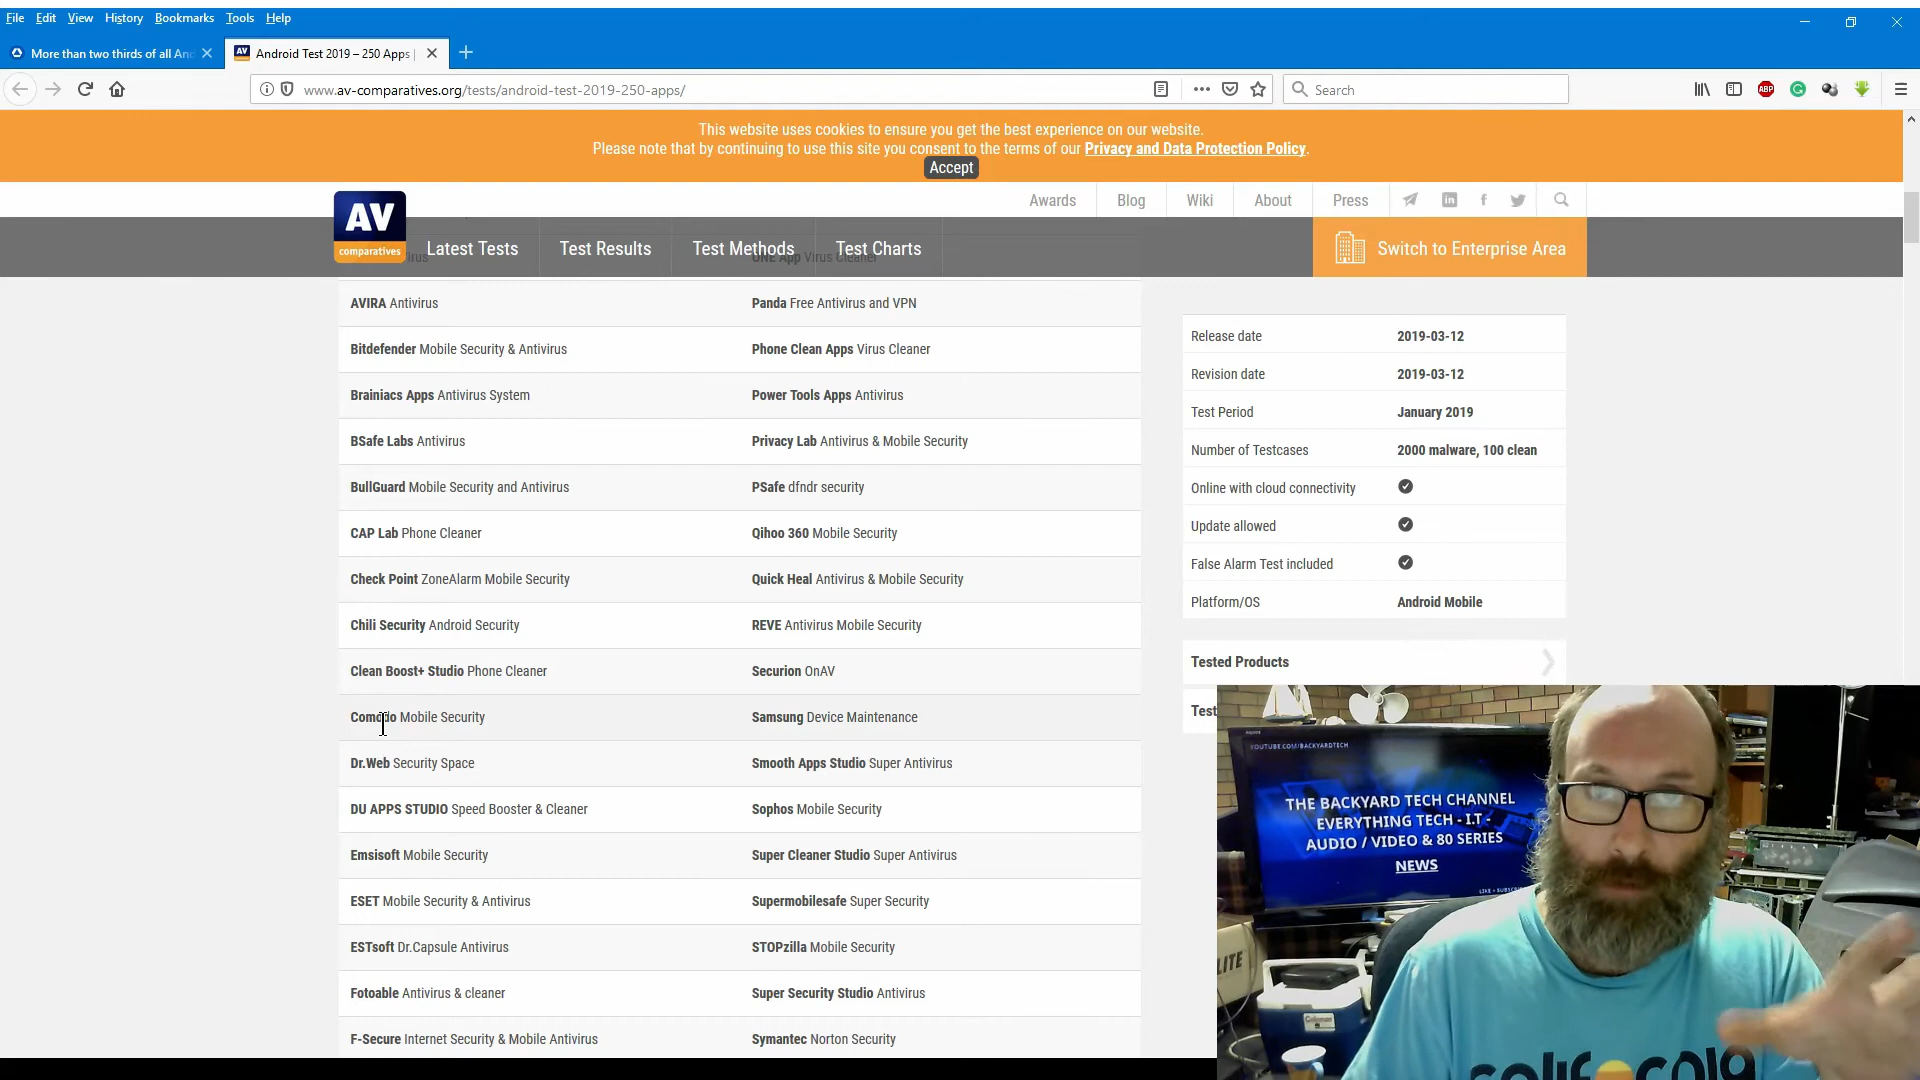 File Edit View History Bookmarks Tools Help
More than two thirds of all An
AV Android Test 2019 – 250 Apps |
www.av-comparatives.org/tests/android-test-2019-250-apps/
Search
ABP
This website uses cookies to ensure you get the best experience on our website.
Please note that by continuing to use this site you consent to the terms of our Privacy and Data Protection Policy.
Accept
Awards Blog Wiki About Press
AV comparatives
Latest Tests Test Results Test Methods Test Charts
Switch to Enterprise Area
ONE App Virus Cleaner
AVIRA Antivirus Panda Free Antivirus and VPN
Bitdefender Mobile Security & Antivirus Phone Clean Apps Virus Cleaner
Brainiacs Apps Antivirus System Power Tools Apps Antivirus
BSafe Labs Antivirus Privacy Lab Antivirus & Mobile Security
BullGuard Mobile Security and Antivirus PSafe dfndr security
CAP Lab Phone Cleaner Qihoo 360 Mobile Security
Check Point ZoneAlarm Mobile Security Quick Heal Antivirus & Mobile Security
Chili Security Android Security REVE Antivirus Mobile Security
Clean Boost+ Studio Phone Cleaner Securion OnAV
Comodo Mobile Security Samsung Device Maintenance
Dr.Web Security Space Smooth Apps Studio Super Antivirus
DU APPS STUDIO Speed Booster & Cleaner Sophos Mobile Security
Emsisoft Mobile Security Super Cleaner Studio Super Antivirus
ESET Mobile Security & Antivirus Supermobilesafe Super Security
ESTsoft Dr.Capsule Antivirus STOPzilla Mobile Security
Fotoable Antivirus & cleaner Super Security Studio Antivirus
F-Secure Internet Security & Mobile Antivirus Symantec Norton Security
Release date 2019-03-12
Revision date 2019-03-12
Test Period January 2019
Number of Testcases 2000 malware, 100 clean
Online with cloud connectivity
Update allowed
False Alarm Test included
Platform/OS Android Mobile
Tested Products
Test
YOUTUBE.COM/BACKYARDTECH
THE BACKYARD TECH CHANNEL
EVERYTHING TECH - I.T -
AUDIO / VIDEO & 80 SERIES
NEWS
LIKE + SUBSCRIBE
LITE
Coleman